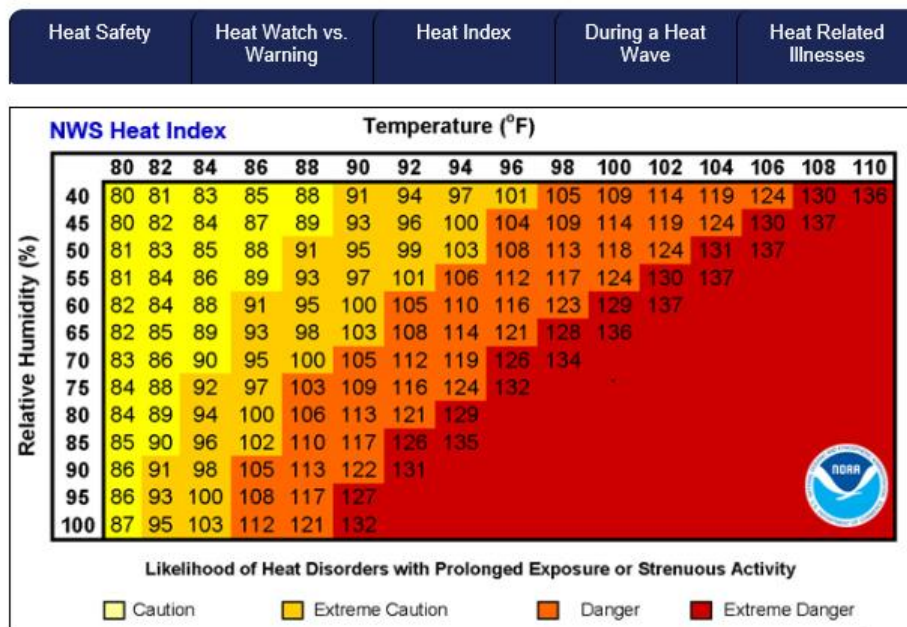 Heat Safety
Heat Watch vs.
Warning
Heat Index
During a Heat
Wave
Heat Related
Illnesses
NWS Heat Index
Temperature (°F)
80 82 84 86 88 90 92 94 96 98 100 102 104 106 108 110
Relative Humidity (%)
40 80 81 83 85 88 91 94 97 101 105 109 114 119 124 130 136
45 80 82 84 87 89 93 96 100 104 109 114 119 124 130 137
50 81 83 85 88 91 95 99 103 108 113 118 124 131 137
55 81 84 86 89 93 97 101 106 112 117 124 130 137
60 82 84 88 91 95 100 105 110 116 123 129 137
65 82 85 89 93 98 103 108 114 121 128 136
70 83 86 90 95 100 105 112 119 126 134
75 84 88 92 97 103 109 116 124 132
80 84 89 94 100 106 113 121 129
85 85 90 96 102 110 117 126 135
90 86 91 98 105 113 122 131
95 86 93 100 108 117 127
100 87 95 103 112 121 132
NOAA
Likelihood of Heat Disorders with Prolonged Exposure or Strenuous Activity
Caution
Extreme Caution
Danger
Extreme Danger